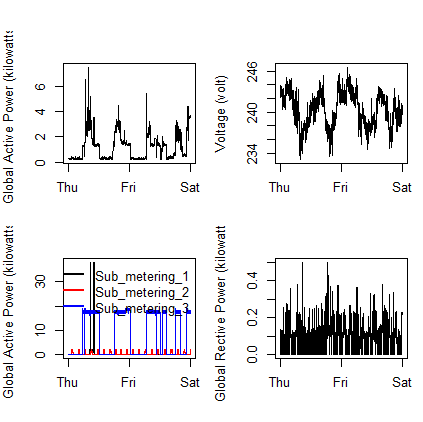 Global Active Power (kilowatts
0 2 4 6
Thu Fri Sat
Voltage (volt)
234 240 246
Thu Fri Sat
Global Active Power (kilowatts
0 10 30
Sub_metering_1
Sub_metering_2
Sub_metering_3
Thu Fri Sat
Global Rective Power (kilowatt
0.0 0.2 0.4
Thu Fri Sat